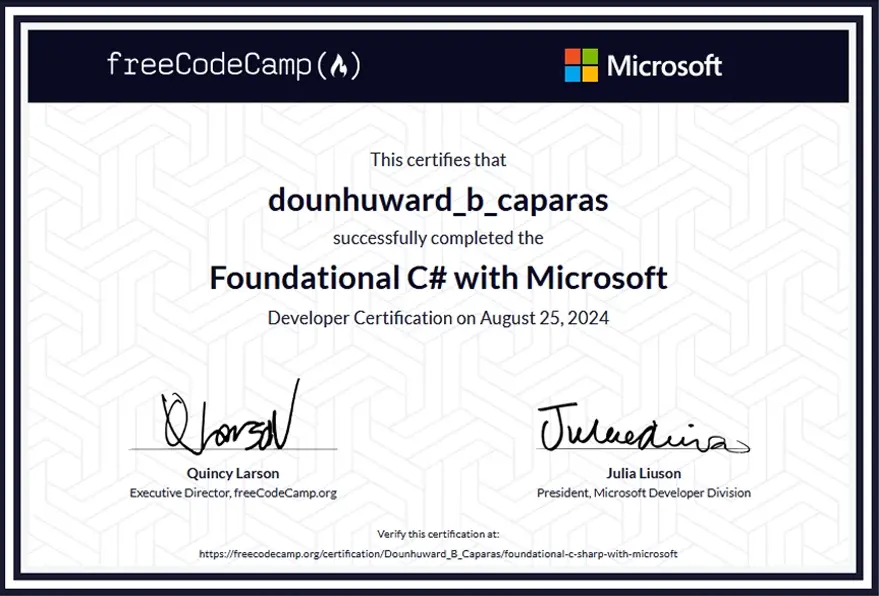 freeCodeCamp(🔥)
Microsoft
This certifies that
dounhuward_b_caparas
successfully completed the
Foundational C# with Microsoft
Developer Certification on August 25, 2024
Quincy Larson
Executive Director, freeCodeCamp.org
Julia Liuson
President, Microsoft Developer Division
Verify this certification at:
https://freecodecamp.org/certification/Dounhuward_B_Caparas/foundational-c-sharp-with-microsoft